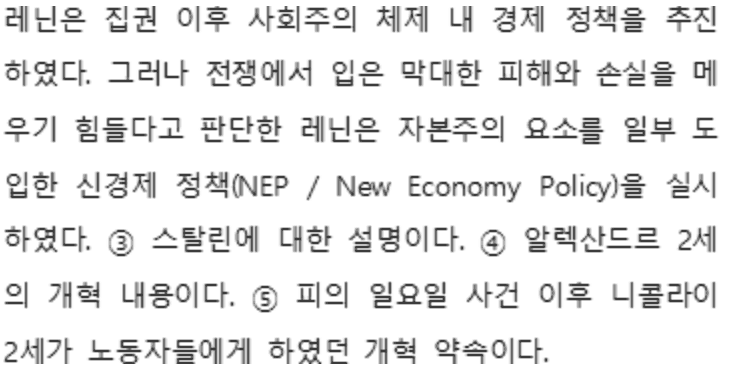 레닌은 집권 이후 사회주의 체제 내 경제 정책을 추진
하였다. 그러나 전쟁에서 입은 막대한 피해와 손실을 메
우기 힘들다고 판단한 레닌은 자본주의 요소를 일부 도
입한 신경제 정책(NEP / New Economy Policy)을 실시
하였다. ③ 스탈린에 대한 설명이다. ④ 알렉산드르 2세
의 개혁 내용이다. ⑤ 피의 일요일 사건 이후 니콜라이
2세가 노동자들에게 하였던 개혁 약속이다.